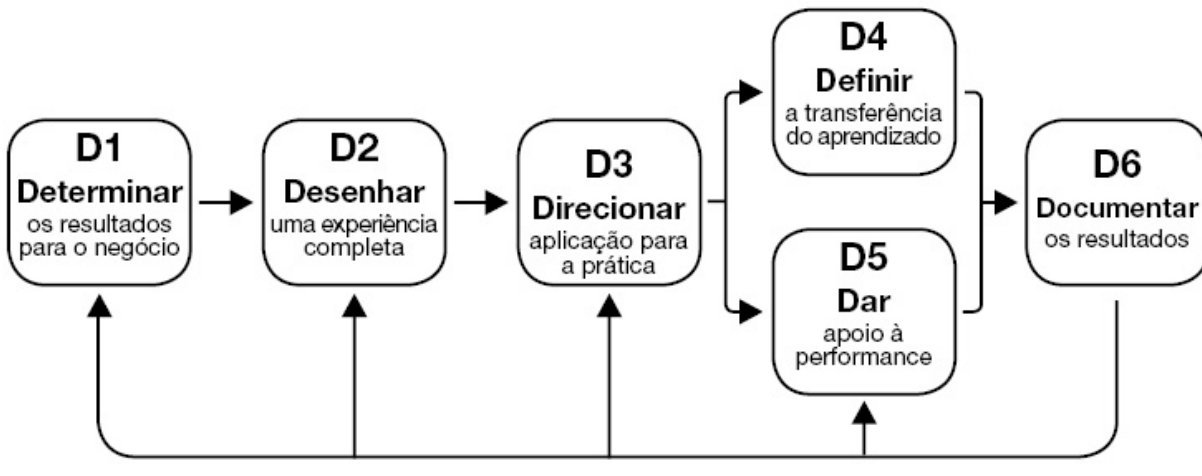 D1
Determinar
os resultados
para o negócio
D2
Desenhar
uma experiência
completa
D3
Direcionar
aplicação para
a prática
D4
Definir
a transferência
do aprendizado
D5
Dar
apoio à
performance
D6
Documentar
os resultados